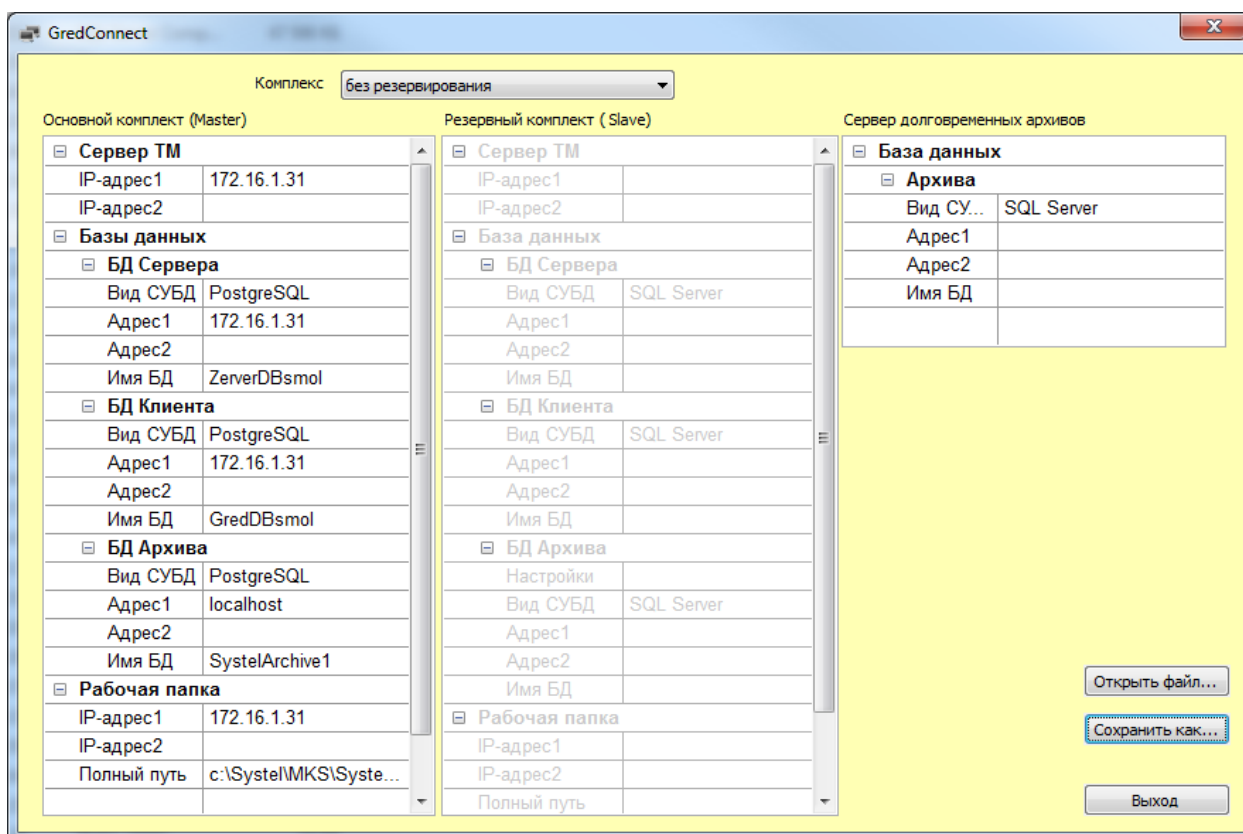 GredConnect
Комплекс без резервирования
Основной комплект (Master)
Сервер ТМ
IP-адрес1 172.16.1.31
IP-адрес2
Базы данных
БД Сервера
Вид СУБД PostgreSQL
Адрес1 172.16.1.31
Адрес2
Имя БД ZerverDBsmol
БД Клиента
Вид СУБД PostgreSQL
Адрес1 172.16.1.31
Адрес2
Имя БД GredDBsmol
БД Архива
Вид СУБД PostgreSQL
Адрес1 localhost
Адрес2
Имя БД SystelArchive1
Рабочая папка
IP-адрес1 172.16.1.31
IP-адрес2
Полный путь c:\Systel\MKS\Syste...
Резервный комплект ( Slave)
Сервер ТМ
IP-адрес1
IP-адрес2
База данных
БД Сервера
Вид СУБД SQL Server
Адрес1
Адрес2
Имя БД
БД Клиента
Вид СУБД SQL Server
Адрес1
Адрес2
Имя БД
БД Архива
Настройки
Вид СУБД SQL Server
Адрес1
Адрес2
Имя БД
Рабочая папка
IP-адрес1
IP-адрес2
Полный путь
Сервер долговременных архивов
База данных
Архива
Вид СУ... SQL Server
Адрес1
Адрес2
Имя БД
Открыть файл...
Сохранить как...
Выход